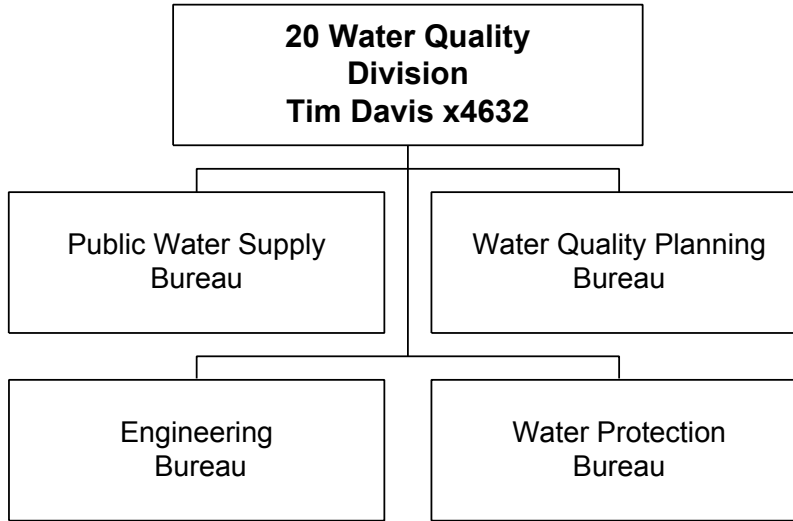 20 Water Quality
Division
Tim Davis x4632
Public Water Supply
Bureau
Water Quality Planning
Bureau
Engineering
Bureau
Water Protection
Bureau